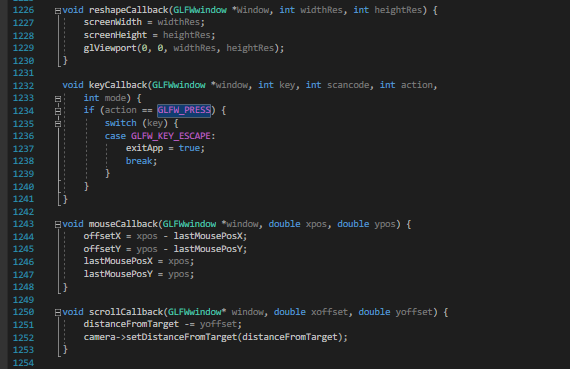 1226 void reshapeCallback(GLFWwindow *Window, int widthRes, int heightRes) {
1227 screenWidth = widthRes;
1228 screenHeight = heightRes;
1229 glViewport(0, 0, widthRes, heightRes);
1230 }
1231
1232 void keyCallback(GLFWwindow *window, int key, int scancode, int action,
1233 int mode) {
1234 if (action == GLFW_PRESS) {
1235 switch (key) {
1236 case GLFW_KEY_ESCAPE:
1237 exitApp = true;
1238 break;
1239 }
1240 }
1241 }
1242
1243 void mouseCallback(GLFWwindow *window, double xpos, double ypos) {
1244 offsetX = xpos - lastMousePosX;
1245 offsetY = ypos - lastMousePosY;
1246 lastMousePosX = xpos;
1247 lastMousePosY = ypos;
1248 }
1249
1250 void scrollCallback(GLFWwindow* window, double xoffset, double yoffset) {
1251 distanceFromTarget -= yoffset;
1252 camera->setDistanceFromTarget(distanceFromTarget);
1253 }
1254